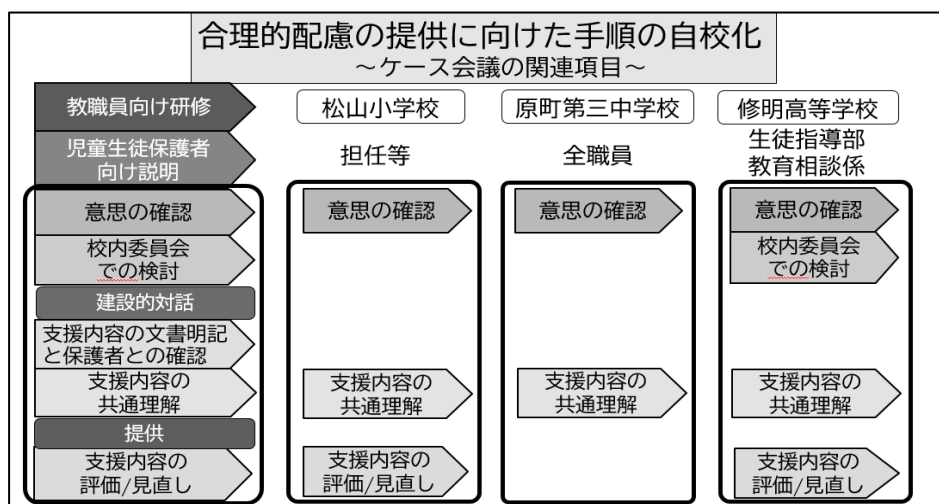 合理的配慮の提供に向けた手順の自校化
～ケース会議の関連項目～
教職員向け研修
児童生徒保護者
向け説明
意思の確認
校内委員会
での検討
建設的対話
支援内容の文書明記
と保護者との確認
支援内容の
共通理解
提供
支援内容の
評価/見直し
松山小学校
担任等
意思の確認
支援内容の
共通理解
支援内容の
評価/見直し
原町第三中学校
全職員
意思の確認
支援内容の
共通理解
修明高等学校
生徒指導部
教育相談係
意思の確認
校内委員会
での検討
支援内容の
共通理解
支援内容の
評価/見直し